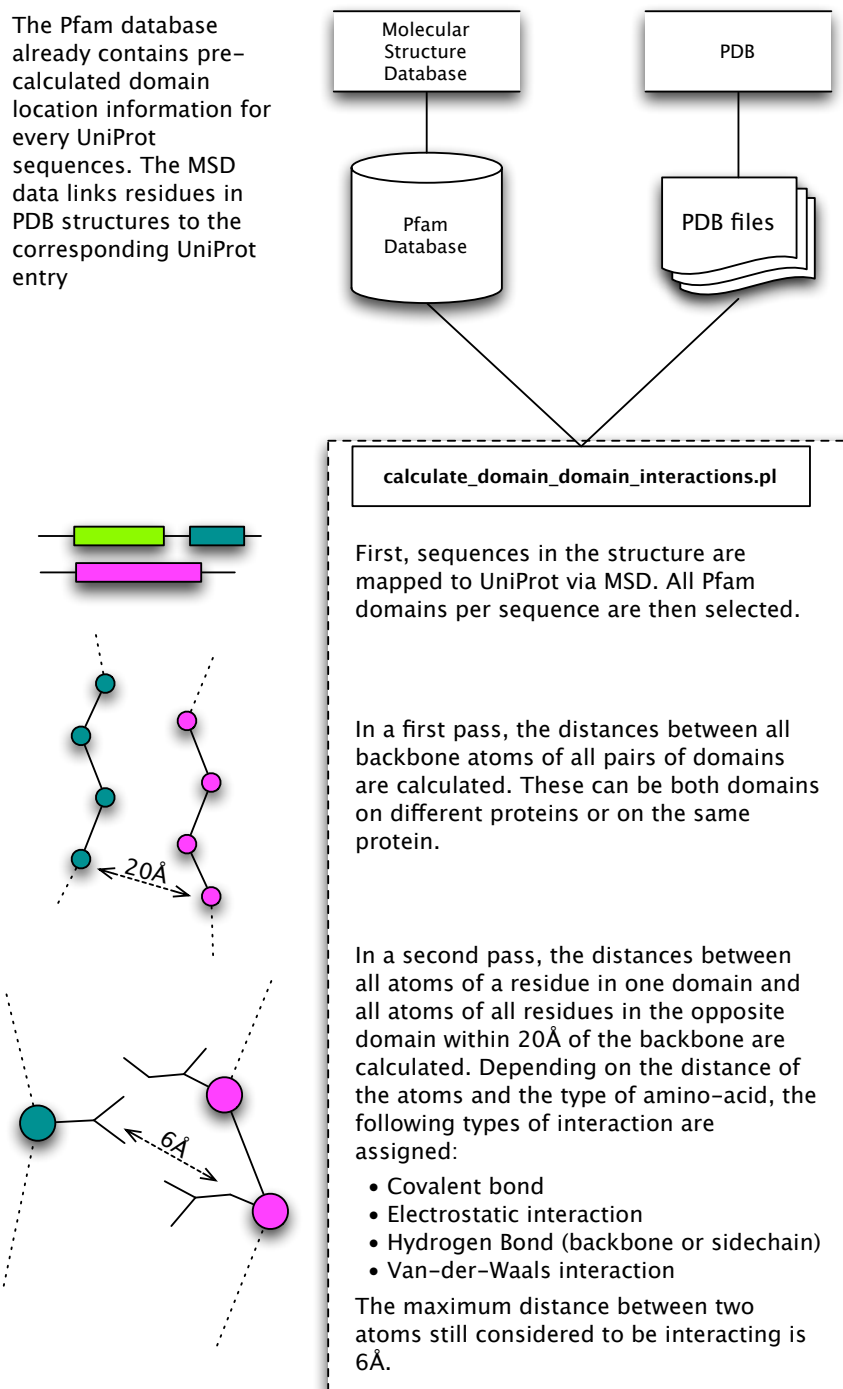 The Pfam database
already contains pre-
calculated domain
location information for
every UniProt
sequences. The MSD
data links residues in
PDB structures to the
corresponding UniProt
entry
Molecular
Structure
Database
PDB
Pfam
Database
PDB files
calculate_domain_domain_interactions.pl
First, sequences in the structure are
mapped to UniProt via MSD. All Pfam
domains per sequence are then selected.
In a first pass, the distances between all
backbone atoms of all pairs of domains
are calculated. These can be both domains
on different proteins or on the same
protein.
20Å
In a second pass, the distances between
all atoms of a residue in one domain and
all atoms of all residues in the opposite
domain within 20Å of the backbone are
calculated. Depending on the distance of
the atoms and the type of amino-acid, the
following types of interaction are
assigned:
• Covalent bond
• Electrostatic interaction
• Hydrogen Bond (backbone or sidechain)
• Van-der-Waals interaction
The maximum distance between two
atoms still considered to be interacting is
6Å.
6Å